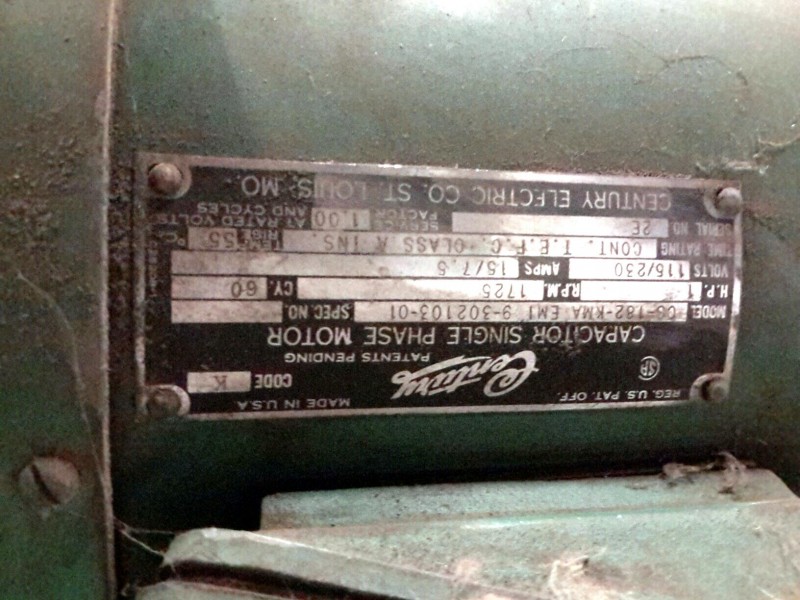 REG. U.S. PAT. OFF. Century MADE IN U.S.A
SA PATENTS PENDING CODE K
CAPACITOR SINGLE PHASE MOTOR
MODEL CG-182-KMA EM1 9-302103-01 SPEC. NO.
H.P. 1 R.P.M. 1725 CY. 60
VOLTS 115/230 AMPS 15/7.5
TIME RATING CONT. T.E.F.C. CLASS A INS. RISE 55 °C
SERIAL NO. 2E SERVICE FACTOR 1.00 AT RATED VOLTS AND CYCLES
CENTURY ELECTRIC CO. ST. LOUIS, MO.